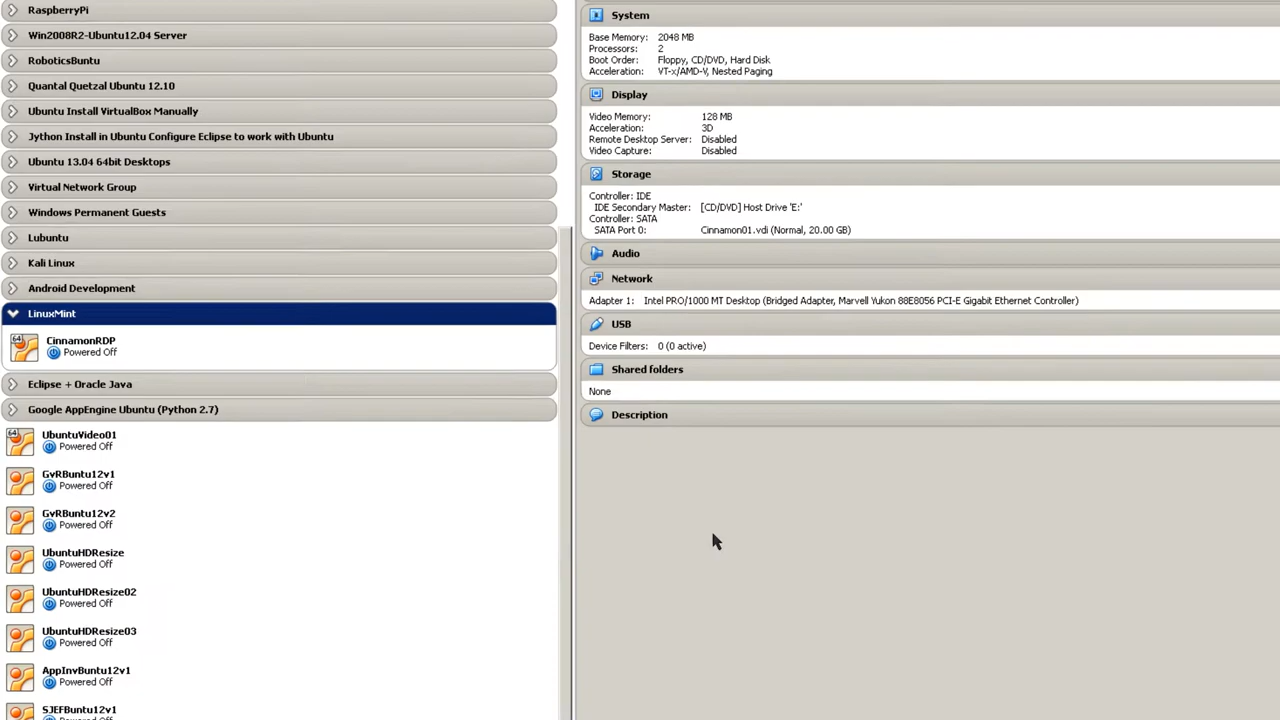 RaspberryPi
Win2008R2-Ubuntu12.04 Server
RoboticsBuntu
Quantal Quetzal Ubuntu 12.10
Ubuntu Install VirtualBox Manually
Jython Install in Ubuntu Configure Eclipse to work with Ubuntu
Ubuntu 13.04 64bit Desktops
Virtual Network Group
Windows Permanent Guests
Lubuntu
Kali Linux
Android Development
LinuxMint
64
CinnamonRDP
Powered Off
Eclipse + Oracle Java
Google AppEngine Ubuntu (Python 2.7)
64
UbuntuVideo01
Powered Off
GvRBuntu12v1
Powered Off
GvRBuntu12v2
Powered Off
UbuntuHDResize
Powered Off
UbuntuHDResize02
Powered Off
UbuntuHDResize03
Powered Off
AppInvBuntu12v1
Powered Off
SJEFBuntu12v1
Powered Off
System
Base Memory: 2048 MB
Processors: 2
Boot Order: Floppy, CD/DVD, Hard Disk
Acceleration: VT-x/AMD-V, Nested Paging
Display
Video Memory: 128 MB
Acceleration: 3D
Remote Desktop Server: Disabled
Video Capture: Disabled
Storage
Controller: IDE
IDE Secondary Master: [CD/DVD] Host Drive 'E:'
Controller: SATA
SATA Port 0: Cinnamon01.vdi (Normal, 20.00 GB)
Audio
Network
Adapter 1: Intel PRO/1000 MT Desktop (Bridged Adapter, Marvell Yukon 88E8056 PCI-E Gigabit Ethernet Controller)
USB
Device Filters: 0 (0 active)
Shared folders
None
Description